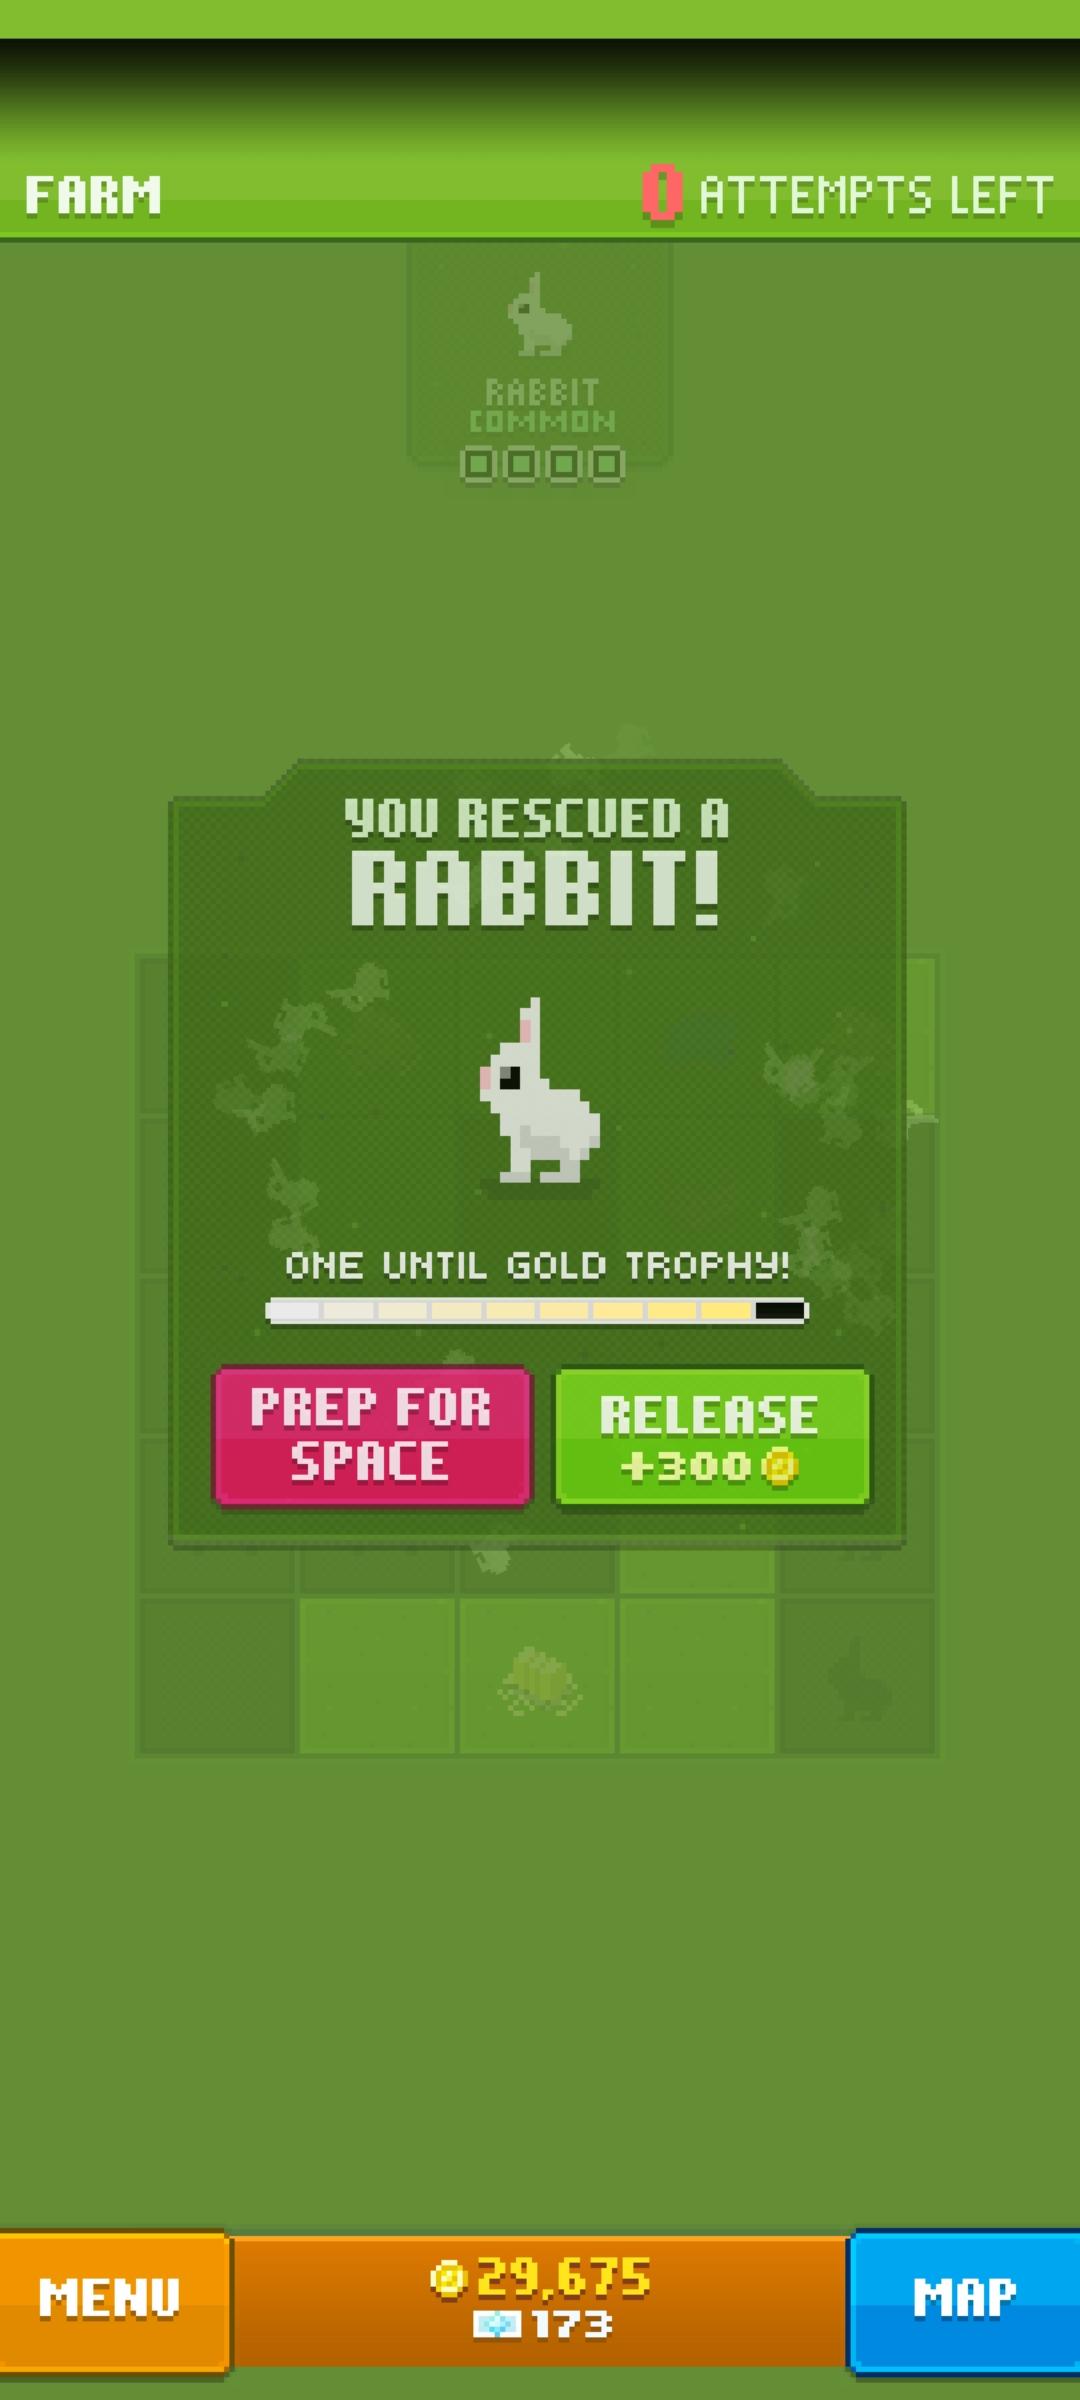 FARM
0 ATTEMPTS LEFT
RABBIT
COMMON
YOU RESCUED A
RABBIT!
ONE UNTIL GOLD TROPHY!
PREP FOR
SPACE
RELEASE
+300
MENU
29,675
173
MAP